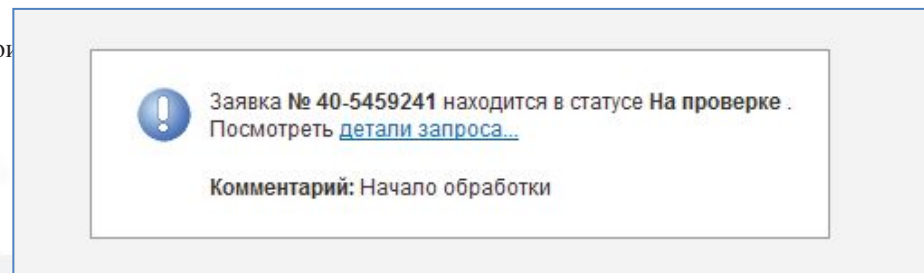 Заявка № 40-5459241 находится в статусе На проверке .
Посмотреть детали запроса...
Комментарий: Начало обработки